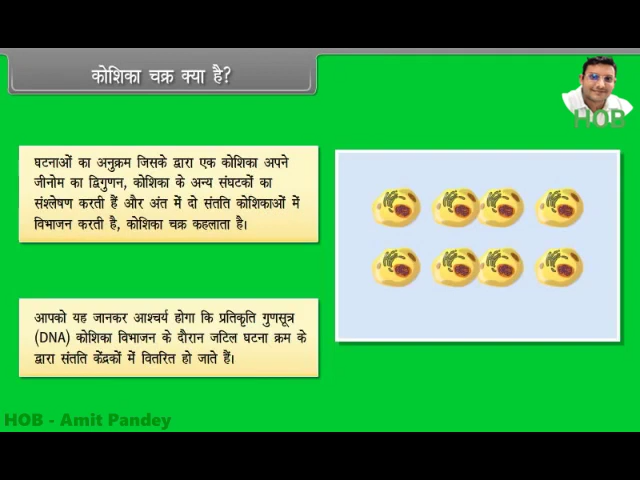 कोशिका चक्र क्या है?
HOB
घटनाओं का अनुक्रम जिसके द्वारा एक कोशिका अपने
जीनोम का द्विगुणन, कोशिका के अन्य संघटकों का
संश्लेषण करती हैं और अंत में दो संतति कोशिकाओं में
विभाजन करती है, कोशिका चक्र कहलाता है।
आपको यह जानकर आश्चर्य होगा कि प्रतिकृति गुणसूत्र
(DNA) कोशिका विभाजन के दौरान जटिल घटना क्रम के
द्वारा संतति केंद्रकों में वितरित हो जाते हैं।
HOB - Amit Pandey